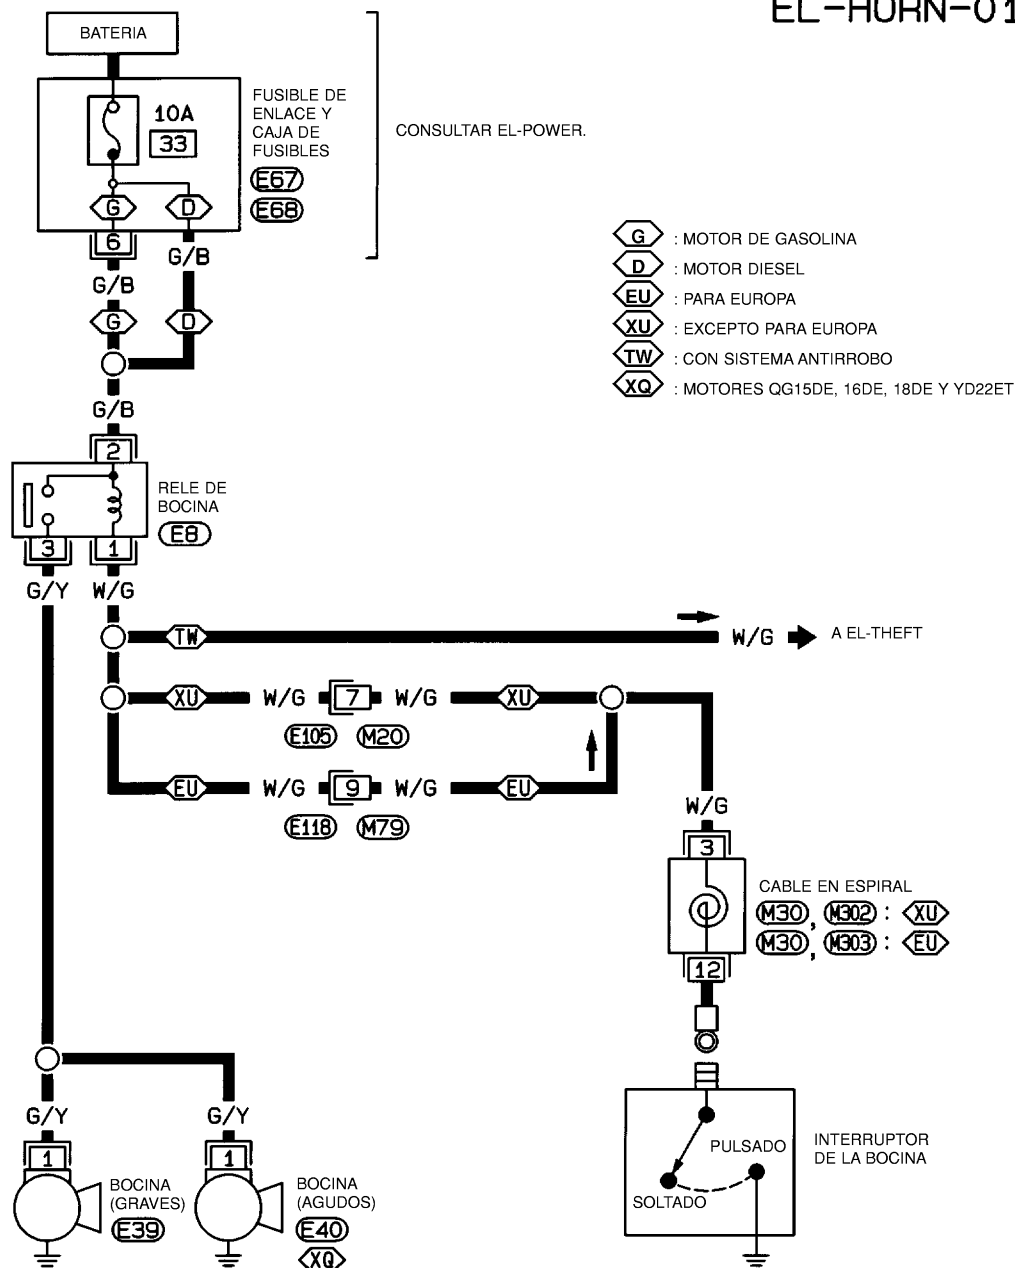 EL-HORN-01
BATERIA
10A
33
FUSIBLE DE
ENLACE Y
CAJA DE
FUSIBLES
E67
E68
CONSULTAR EL-POWER.
G
D
6
G/B
G/B
G
D
G : MOTOR DE GASOLINA
D : MOTOR DIESEL
EU : PARA EUROPA
XU : EXCEPTO PARA EUROPA
TW : CON SISTEMA ANTIRROBO
XQ : MOTORES QG15DE, 16DE, 18DE Y YD22ET
G/B
2
RELE DE
BOCINA
E8
3
1
G/Y
W/G
TW
W/G
A EL-THEFT
XU
W/G
7
W/G
XU
E105
M20
EU
W/G
9
W/G
EU
E118
M79
W/G
3
CABLE EN ESPIRAL
M30, M302 : XU
M30, M303 : EU
12
G/Y
G/Y
1
1
BOCINA
(GRAVES)
E39
BOCINA
(AGUDOS)
E40
XQ
PULSADO
SOLTADO
INTERRUPTOR
DE LA BOCINA